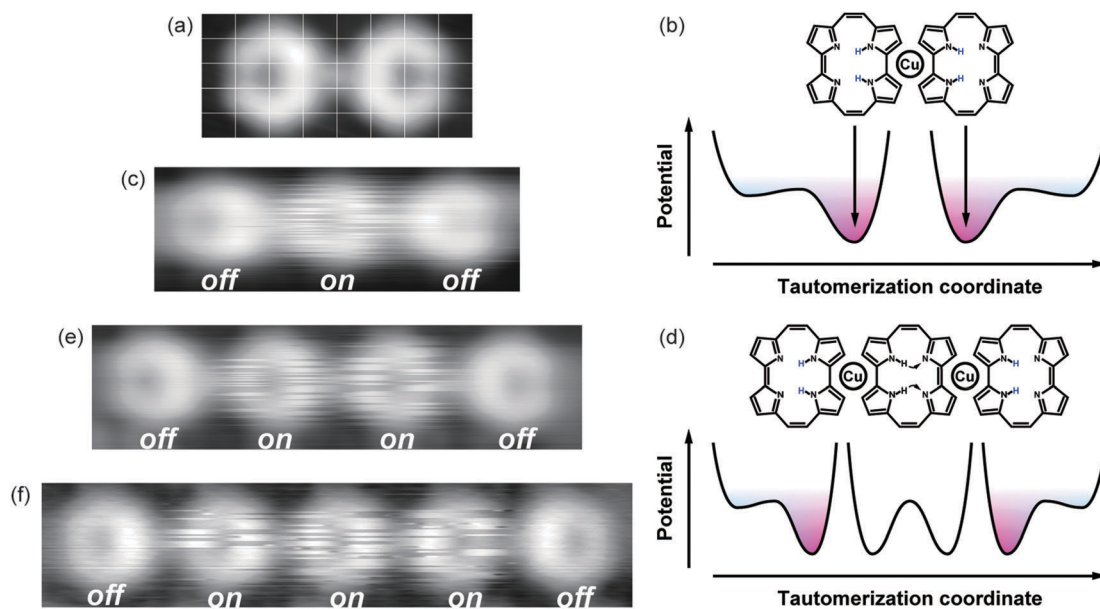 (a)
(b)
N H H N
N H H N
Cu
N H H N
N H H N
Potential
Tautomerization coordinate
(c)
off on off
(e)
off on on off
(d)
N H N H N H N
N H N H N H N
Cu Cu
Potential
Tautomerization coordinate
(f)
off on on on off